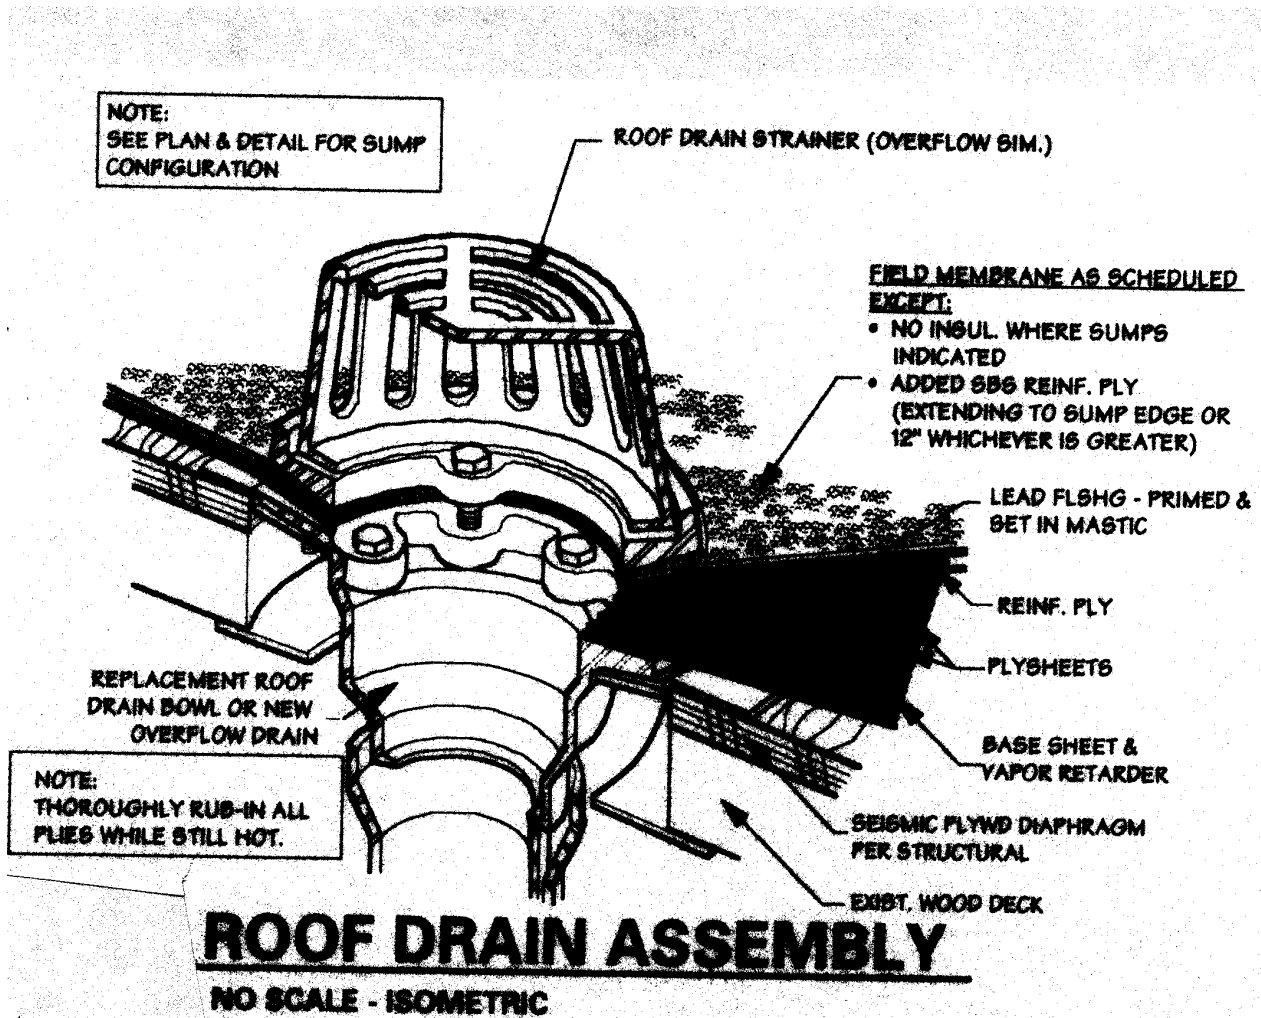 NOTE:
SEE PLAN & DETAIL FOR SUMP
CONFIGURATION
ROOF DRAIN STRAINER (OVERFLOW SIM.)
FIELD MEMBRANE AS SCHEDULED
EXCEPT:
• NO INSUL. WHERE SUMPS
INDICATED
• ADDED SBS REINF. PLY
(EXTENDING TO SUMP EDGE OR
12" WHICHEVER IS GREATER)
LEAD FLSHG - PRIMED &
SET IN MASTIC
REINF. PLY
PLYSHEETS
BASE SHEET &
VAPOR RETARDER
SEISMIC PLYWD DIAPHRAGM
PER STRUCTURAL
EXIST. WOOD DECK
REPLACEMENT ROOF
DRAIN BOWL OR NEW
OVERFLOW DRAIN
NOTE:
THOROUGHLY RUB-IN ALL
PLIES WHILE STILL HOT.
ROOF DRAIN ASSEMBLY
NO SCALE - ISOMETRIC